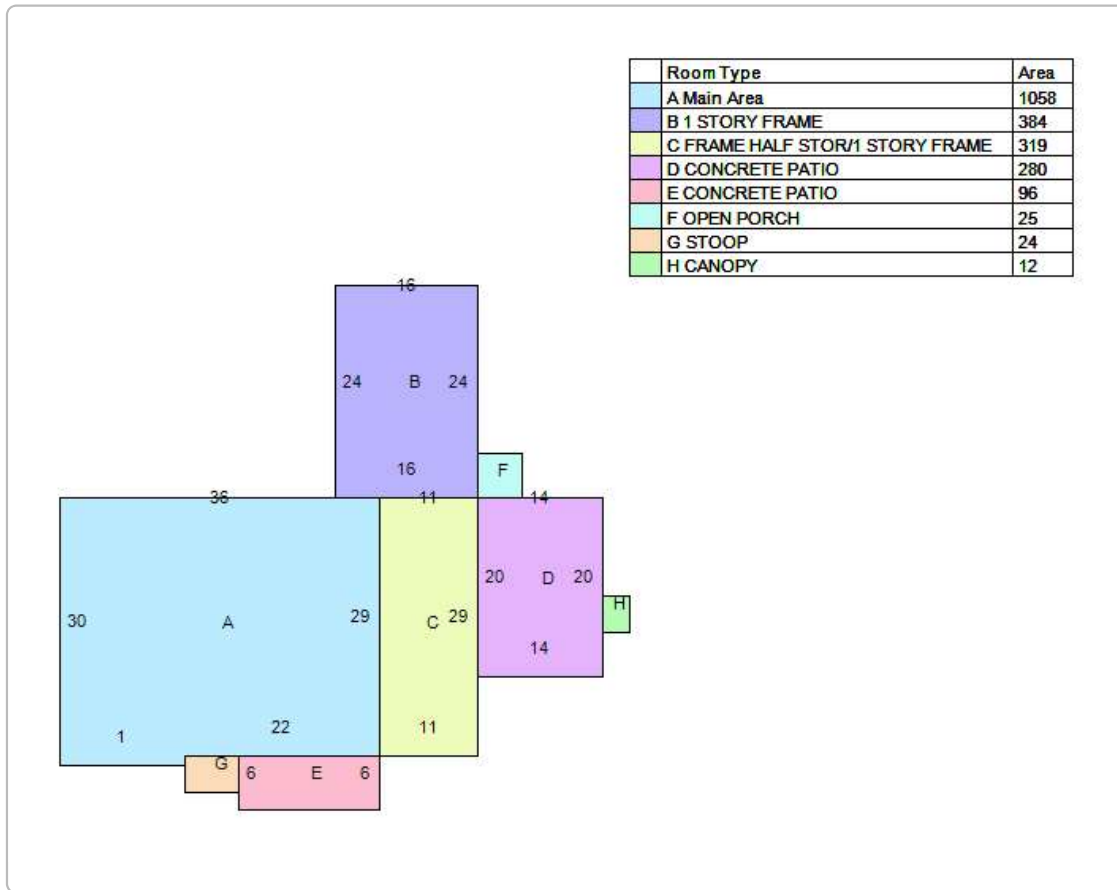 Room Type Area
A Main Area 1058
B 1 STORY FRAME 384
C FRAME HALF STOR/1 STORY FRAME 319
D CONCRETE PATIO 280
E CONCRETE PATIO 96
F OPEN PORCH 25
G STOOP 24
H CANOPY 12
16
24 B 24
16 F
36 11 14
20 D 20
H
30 A 29 C 29
14
1 22 11
G 6 E 6